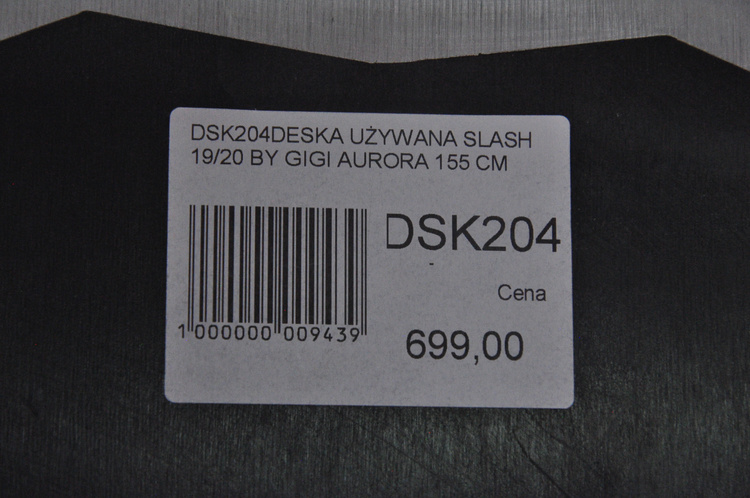 DSK204DESKA UŻYWANA SLASH
19/20 BY GIGI AURORA 155 CM
DSK204
-
Cena
699,00
1 000000 009439